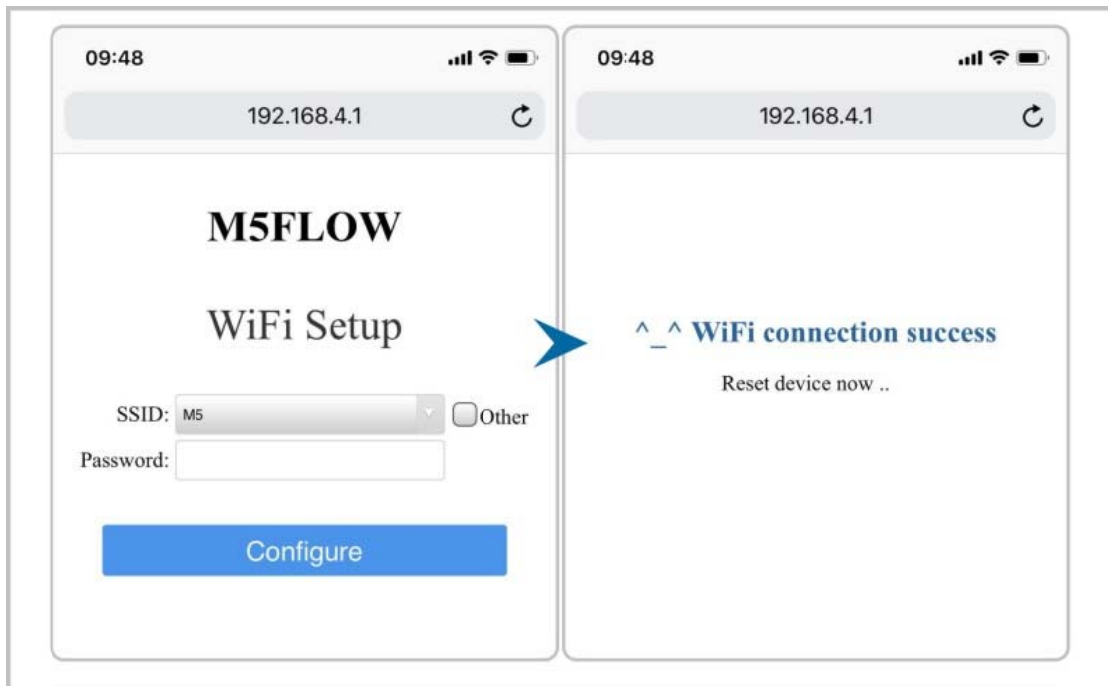 09:48
192.168.4.1
M5FLOW
WiFi Setup
SSID: M5 Other
Password:
Configure
09:48
192.168.4.1
^_^ WiFi connection success
Reset device now ..